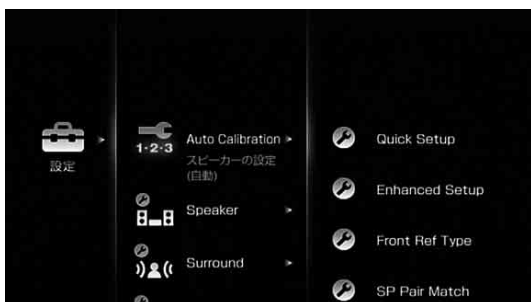 設定
1・2・3
Auto Calibration
スピーカーの設定
(自動)
Speaker
Surround
Quick Setup
Enhanced Setup
Front Ref Type
SP Pair Match